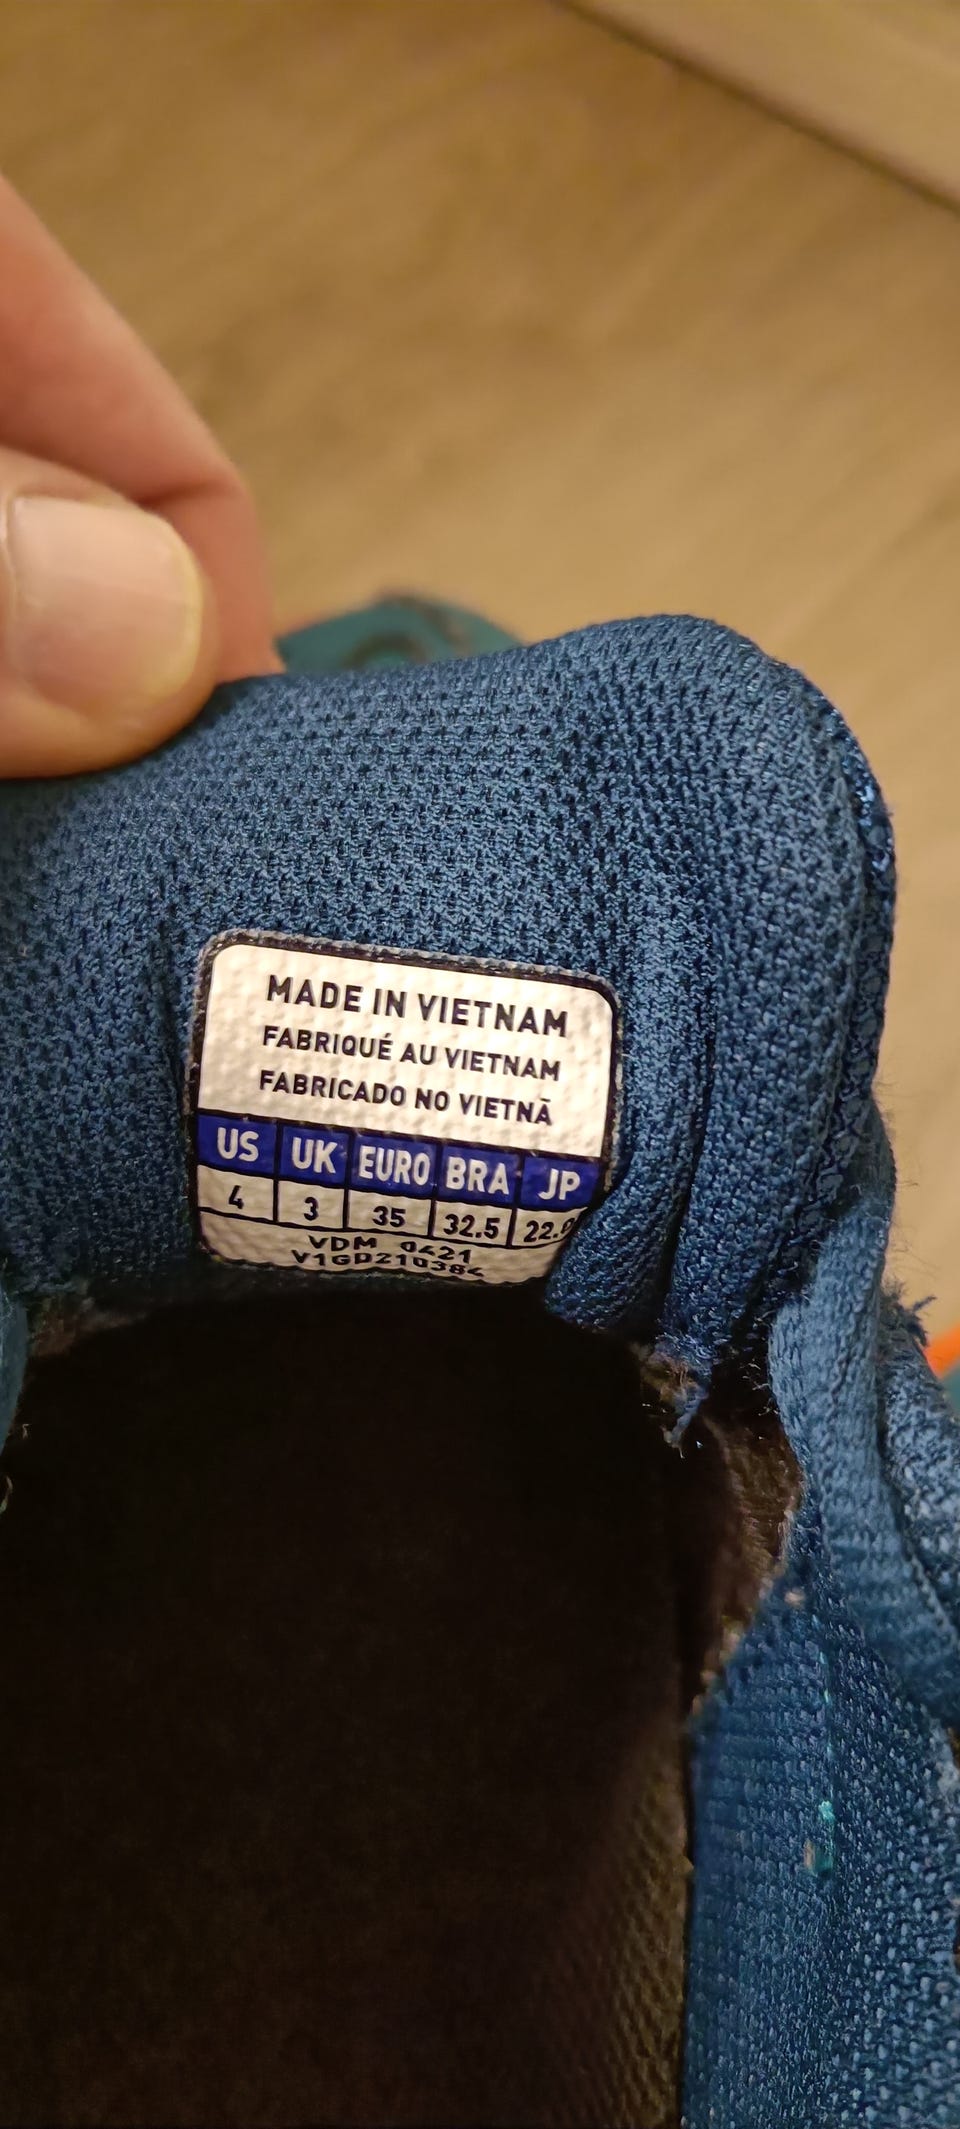 MADE IN VIETNAM
FABRIQUÉ AU VIETNAM
FABRICADO NO VIETNÃ
US UK EURO BRA JP
4 3 35 32.5
VDM 0421
V1GD210384